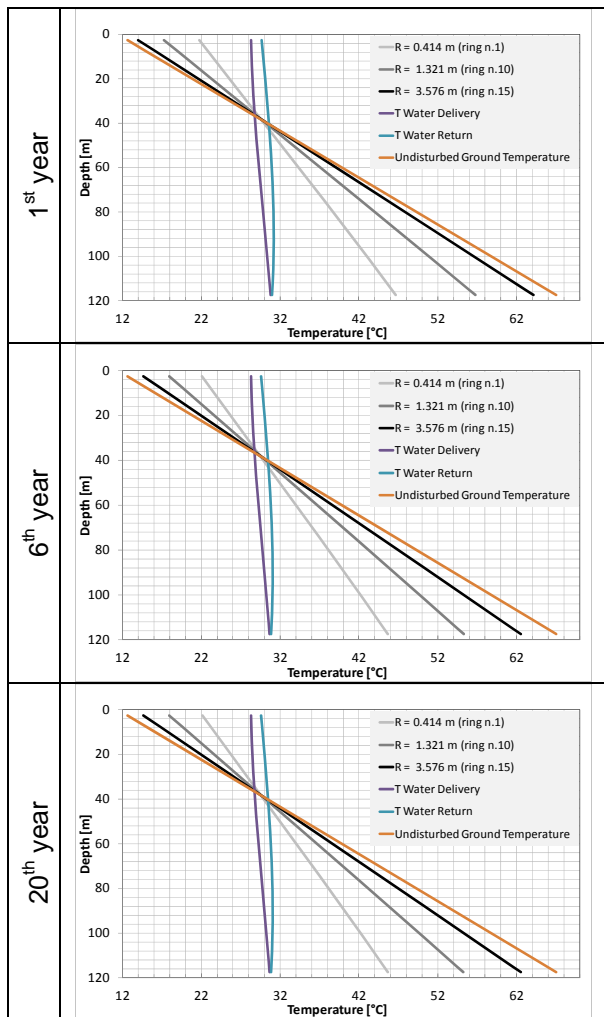 1st year
Depth [m]
0
20
40
60
80
100
120
R = 0.414 m (ring n.1)
R = 1.321 m (ring n.10)
R = 3.576 m (ring n.15)
T Water Delivery
T Water Return
Undisturbed Ground Temperature
12 22 32 42 52 62
Temperature [°C]
6th year
Depth [m]
0
20
40
60
80
100
120
R = 0.414 m (ring n.1)
R = 1.321 m (ring n.10)
R = 3.576 m (ring n.15)
T Water Delivery
T Water Return
Undisturbed Ground Temperature
12 22 32 42 52 62
Temperature [°C]
20th year
Depth [m]
0
20
40
60
80
100
120
R = 0.414 m (ring n.1)
R = 1.321 m (ring n.10)
R = 3.576 m (ring n.15)
T Water Delivery
T Water Return
Undisturbed Ground Temperature
12 22 32 42 52 62
Temperature [°C]